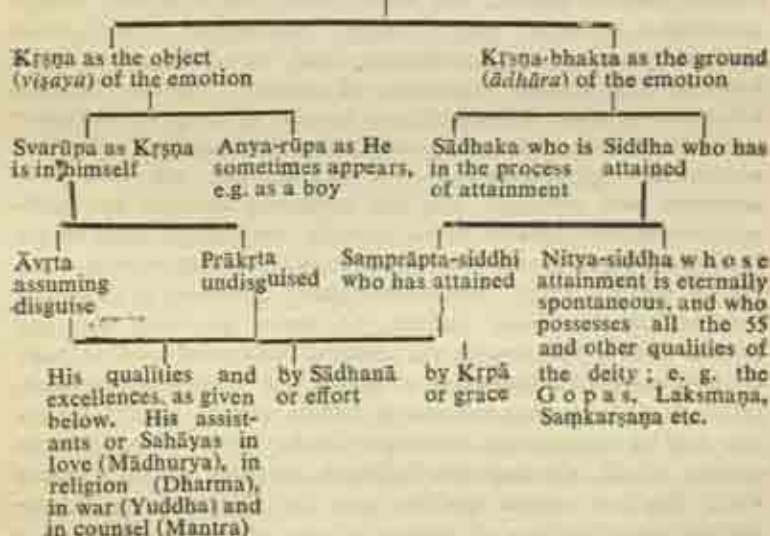 Kṛṣṇa as the object
(viṣaya) of the emotion
Kṛṣṇa-bhakta as the ground
(ādhāra) of the emotion
Svarūpa as Kṛṣṇa
is in himself
Anya-rūpa as He
sometimes appears,
e.g. as a boy
Sādhaka who is
in the process
of attainment
Siddha who has
attained
Āvṛta
assuming
disguise
Prākṛta
undisguised
Samprāpta-siddhi
who has attained
Nitya-siddha whose
attainment is eternally
spontaneous, and who
possesses all the 55
and other qualities of
the deity ; e. g. the
Gopas, Lakṣmaṇa,
Saṃkarṣaṇa etc.
His qualities and
excellences, as given
below. His assist-
ants or Sahāyas in
love (Mādhurya), in
religion (Dharma),
in war (Yuddha) and
in counsel (Mantra)
by Sādhanā
or effort
by Kṛpā
or grace